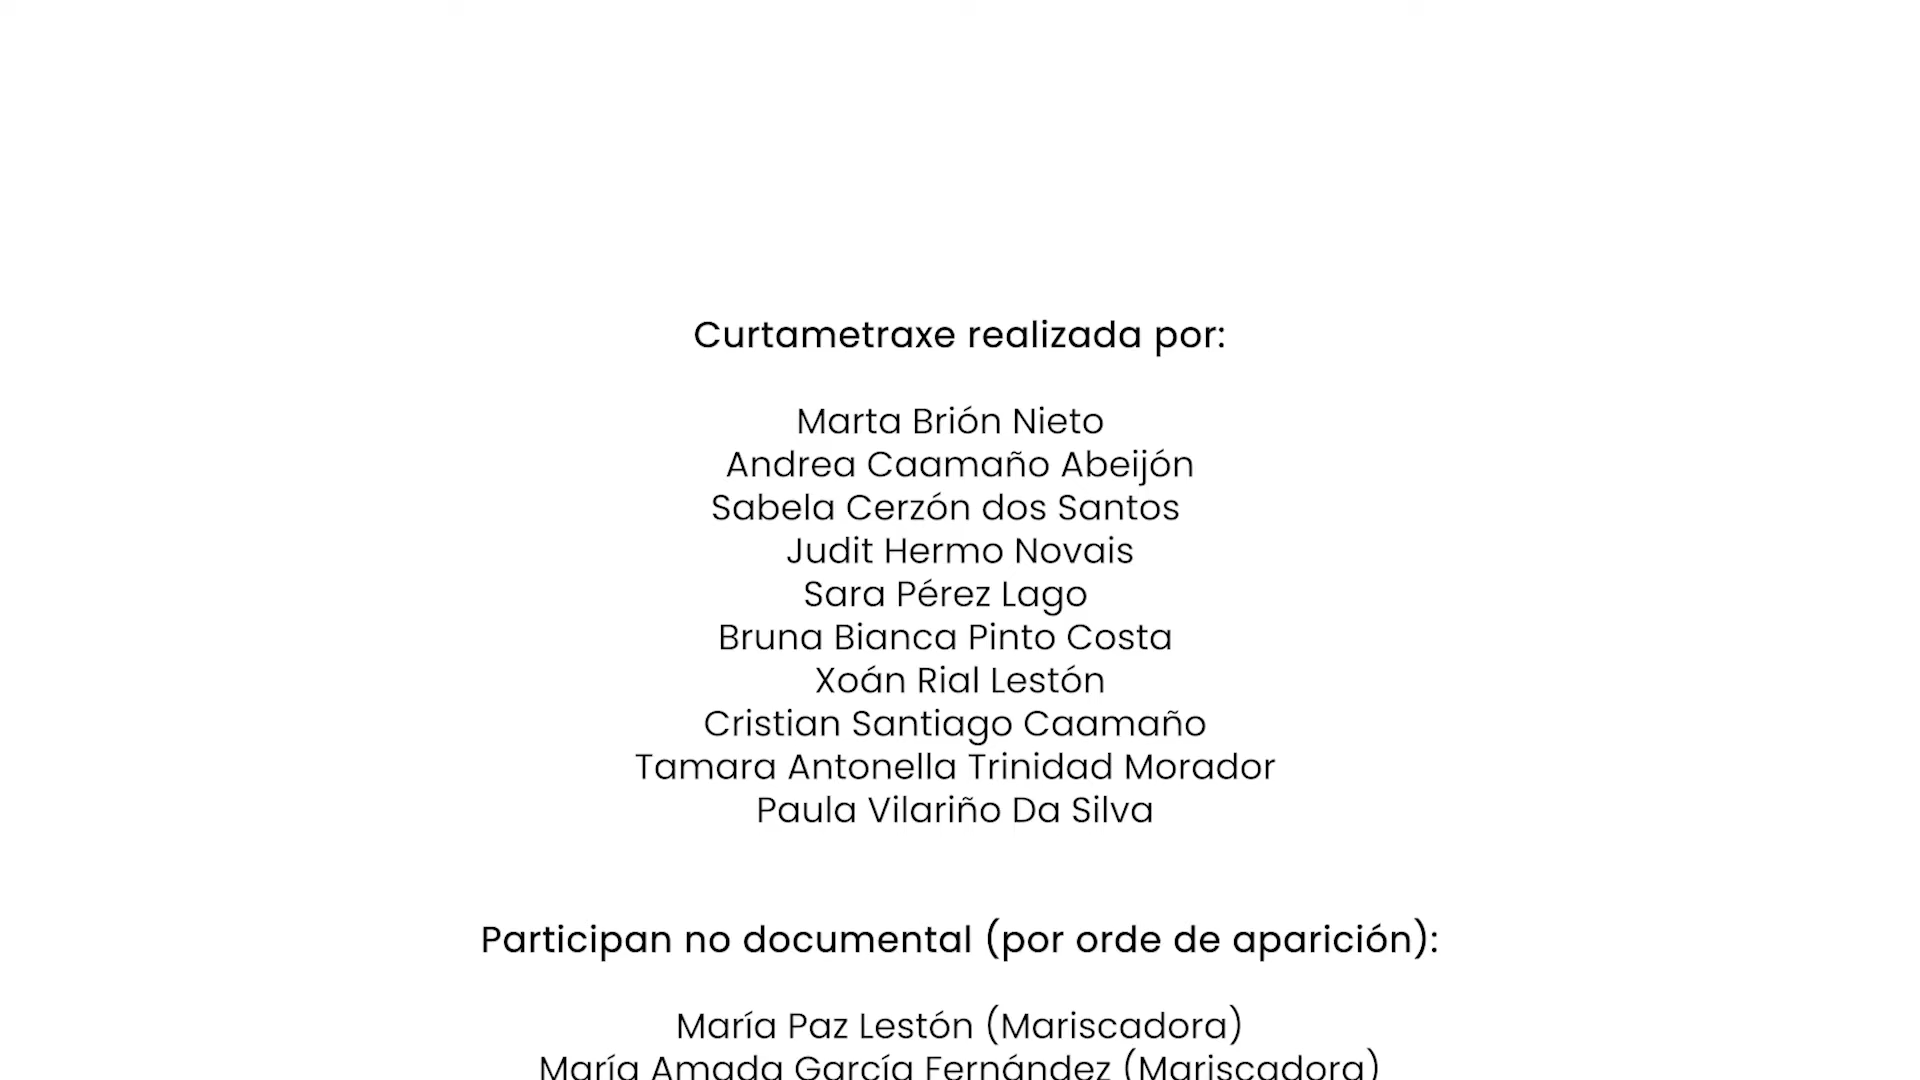 Curtametraxe realizada por:
Marta Brión Nieto
Andrea Caamaño Abeijón
Sabela Cerzón dos Santos
Judit Hermo Novais
Sara Pérez Lago
Bruna Bianca Pinto Costa
Xoán Rial Lestón
Cristian Santiago Caamaño
Tamara Antonella Trinidad Morador
Paula Vilariño Da Silva
Participan no documental (por orde de aparición):
María Paz Lestón (Mariscadora)
María Amada García Fernández (Mariscadora)